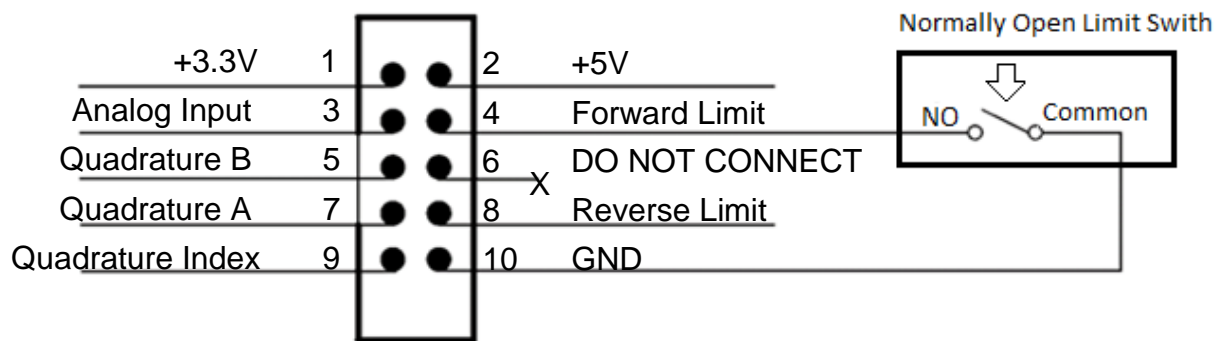 Normally Open Limit Swith
+3.3V 1 2 +5V
Analog Input 3 4 Forward Limit
NO Common
Quadrature B 5 6 DO NOT CONNECT
X
Quadrature A 7 8 Reverse Limit
Quadrature Index 9 10 GND